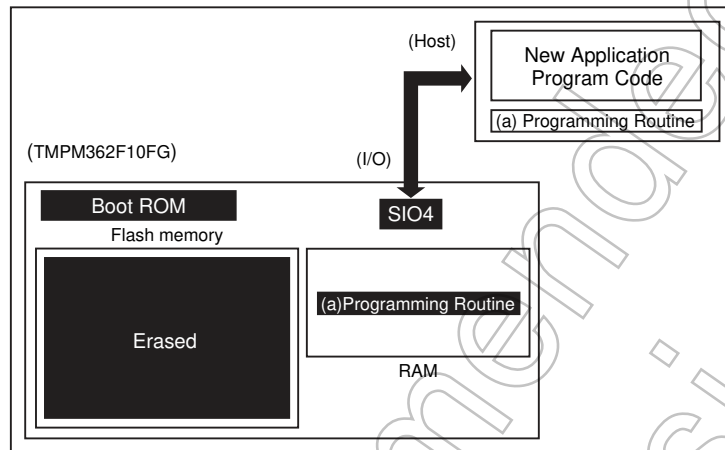 (Host)
New Application
Program Code
(a) Programming Routine
(TMPM362F10FG)
(I/O)
Boot ROM
SIO4
Flash memory
(a)Programming Routine
Erased
RAM